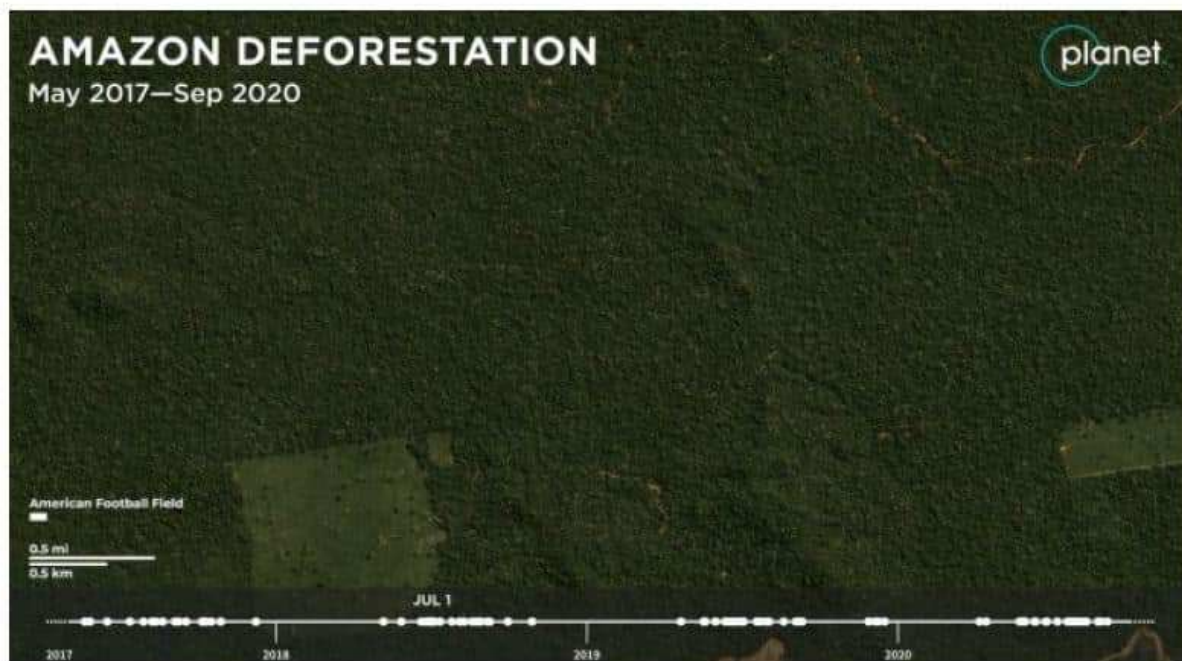 AMAZON DEFORESTATION
May 2017—Sep 2020
planet
American Football Field
0.5 mi
0.5 km
JUL 1
2017
2018
2019
2020